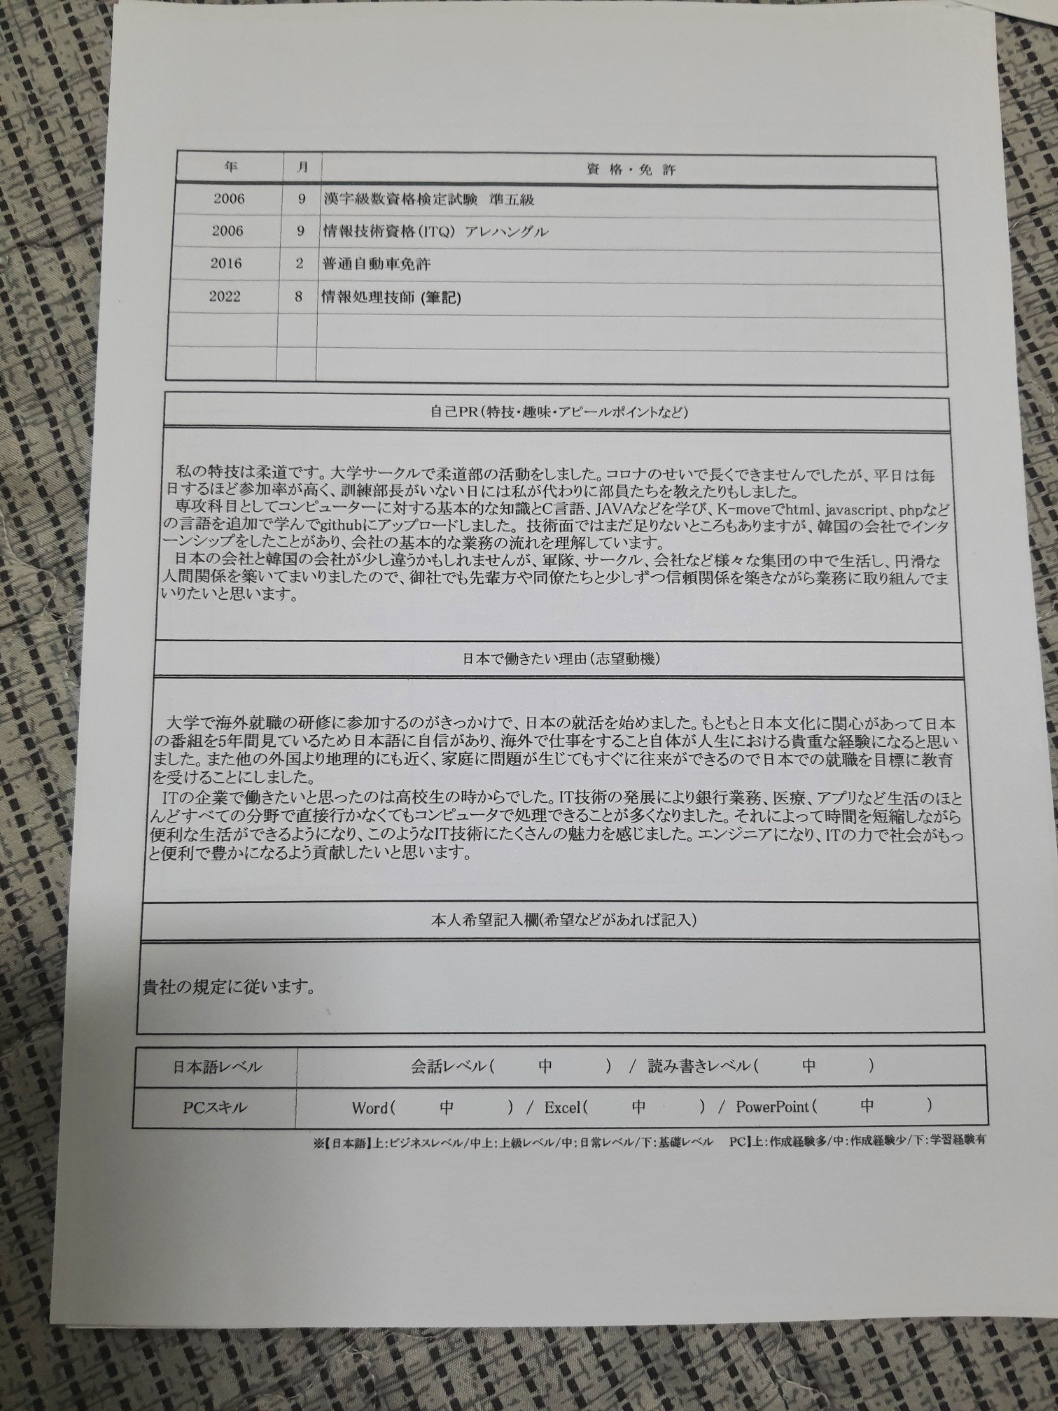 年 月 資格・免許
2006 9 漢字級数資格検定試験 準五級
2006 9 情報技術資格(ITQ) アレハングル
2016 2 普通自動車免許
2022 8 情報処理技師 (筆記)
自己PR(特技・趣味・アピールポイントなど)
私の特技は柔道です。大学サークルで柔道部の活動をしました。コロナのせいで長くできませんでしたが、平日は毎
日するほど参加率が高く、訓練部長がいない日には私が代わりに部員たちを教えたりもしました。
専攻科目としてコンピューターに対する基本的な知識とC言語、JAVAなどを学び、K-moveでhtml、javascript、phpなど
の言語を追加で学んでgithubにアップロードしました。技術面ではまだ足りないところもありますが、韓国の会社でインタ
ーンシップをしたことがあり、会社の基本的な業務の流れを理解しています。
日本の会社と韓国の会社が少し違うかもしれませんが、軍隊、サークル、会社など様々な集団の中で生活し、円滑な
人間関係を築いてまいりましたので、御社でも先輩方や同僚たちと少しずつ信頼関係を築きながら業務に取り組んでま
いりたいと思います。
日本で働きたい理由(志望動機)
大学で海外就職の研修に参加するのがきっかけで、日本の就活を始めました。もともと日本文化に関心があって日本
の番組を5年間見ているため日本語に自信があり、海外で仕事をすること自体が人生における貴重な経験になると思い
ました。また他の外国より地理的にも近く、家庭に問題が生じてもすぐに往来ができるので日本での就職を目標に教育
を受けることにしました。
ITの企業で働きたいと思ったのは高校生の時からでした。IT技術の発展により銀行業務、医療、アプリなど生活のほと
んどすべての分野で直接行かなくてもコンピュータで処理できることが多くなりました。それによって時間を短縮しながら
便利な生活ができるようになり、このようなIT技術にたくさんの魅力を感じました。エンジニアになり、ITの力で社会がもっ
と便利で豊かになるよう貢献したいと思います。
本人希望記入欄(希望などがあれば記入)
貴社の規定に従います。
日本語レベル 会話レベル( 中 ) / 読み書きレベル( 中 )
PCスキル Word( 中 ) / Excel( 中 ) / PowerPoint( 中 )
※【日本語】上:ビジネスレベル/中上:上級レベル/中:日常レベル/下:基礎レベル PC】上:作成経験多/中:作成経験少/下:学習経験有